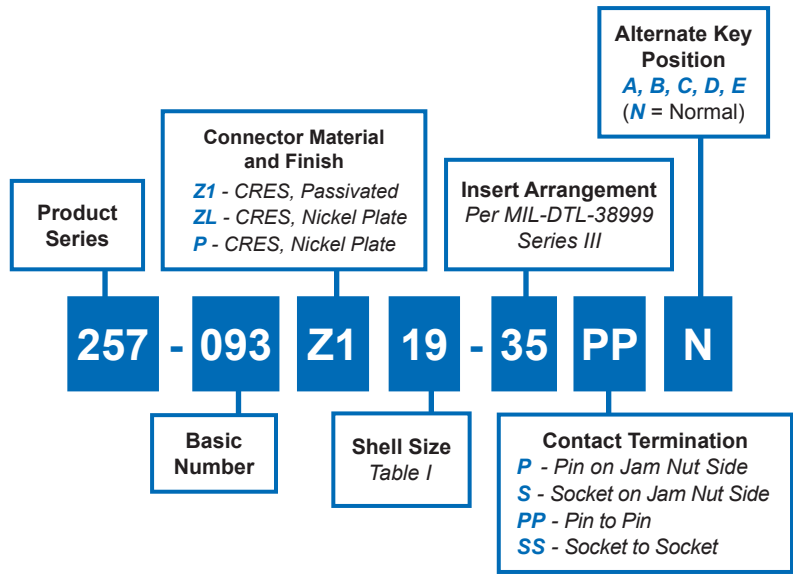 Alternate Key
Position
A, B, C, D, E
(N = Normal)
Connector Material
and Finish
Z1 - CRES, Passivated
ZL - CRES, Nickel Plate
P - CRES, Nickel Plate
Insert Arrangement
Per MIL-DTL-38999
Series III
Product
Series
257 - 093 Z1 19 - 35 PP N
Basic
Number
Shell Size
Table I
Contact Termination
P - Pin on Jam Nut Side
S - Socket on Jam Nut Side
PP - Pin to Pin
SS - Socket to Socket